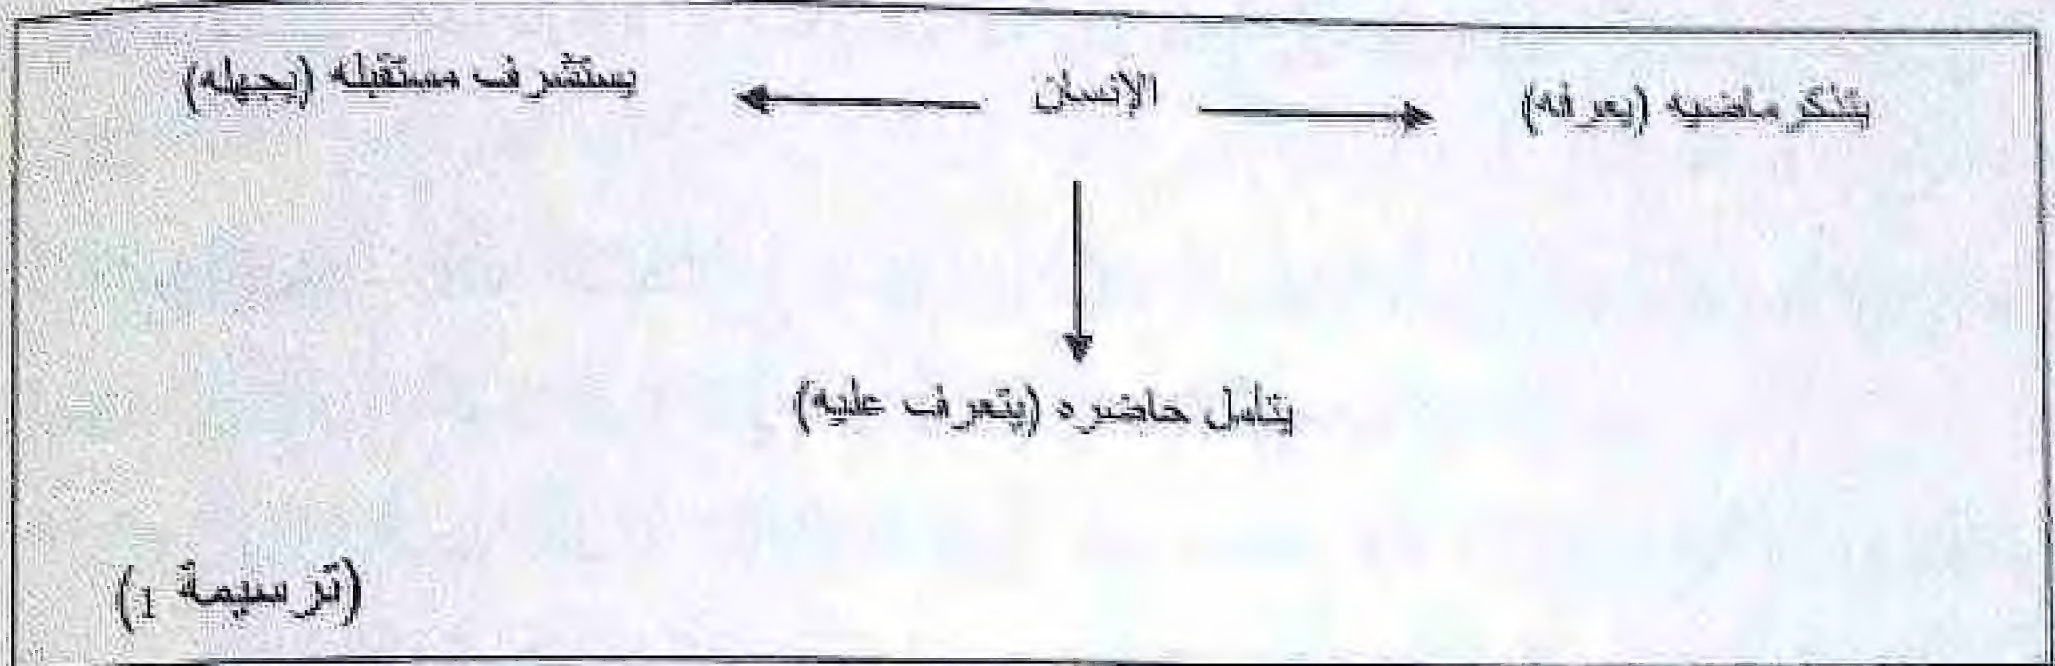 يتذكر ماضيه (يعرفه) الإنسان يستشرف مستقبله (يجهله)
يتأمل حاضره (يتعرف عليه)
(ترسيمة 1)